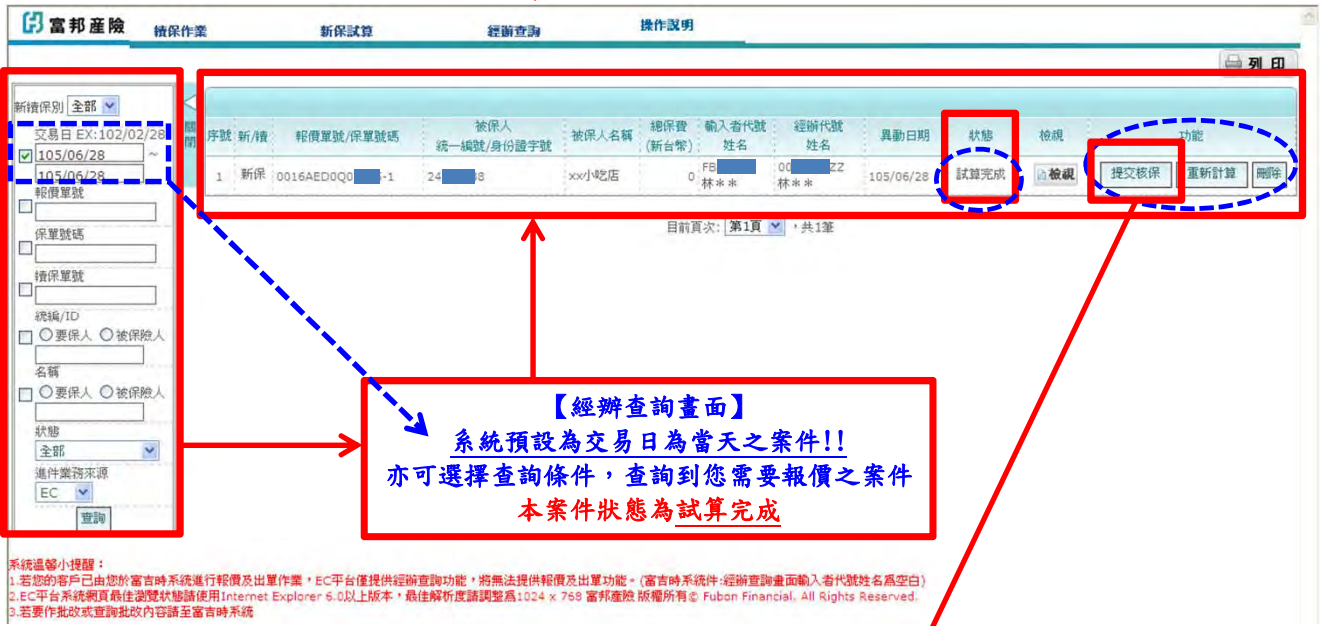 富邦產險
續保作業 新保試算 經辦查詢 操作說明
列印
新續保別 全部
交易日 EX:102/02/28
105/06/28 ~
105/06/28
報價單號
保單號碼
續保單號
統編/ID
要保人 被保險人
名稱
要保人 被保險人
狀態
全部
進件業務來源
EC
查詢
關閉
序號 新/續 報價單號/保單號碼 被保人 統一編號/身份證字號 被保人名稱 總保費 (新台幣) 輸入者代號 姓名 經辦代號 姓名 異動日期 狀態 檢視 功能
1 新保 0016AED0Q0 -1 24 8 xx小吃店 0 FB 林** 00 ZZ 林** 105/06/28 試算完成 檢視 提交核保 重新計算 刪除
目前頁次: 第1頁 ,共1筆
【經辦查詢畫面】
系統預設為交易日為當天之案件!!
亦可選擇查詢條件,查詢到您需要報價之案件
本案件狀態為試算完成
系統溫馨小提醒:
1.若您的客戶已由您於富吉時系統進行報價及出單作業,EC平台僅提供經辦查詢功能,將無法提供報價及出單功能。(富吉時系統件:經辦查詢畫面輸入者代號姓名為空白)
2.EC平台系統網頁最佳瀏覽狀態請使用Internet Explorer 6.0以上版本,最佳解析度請調整為1024 x 768 富邦產險 版權所有© Fubon Financial. All Rights Reserved.
3.若要作批改或查詢批改內容請至富吉時系統